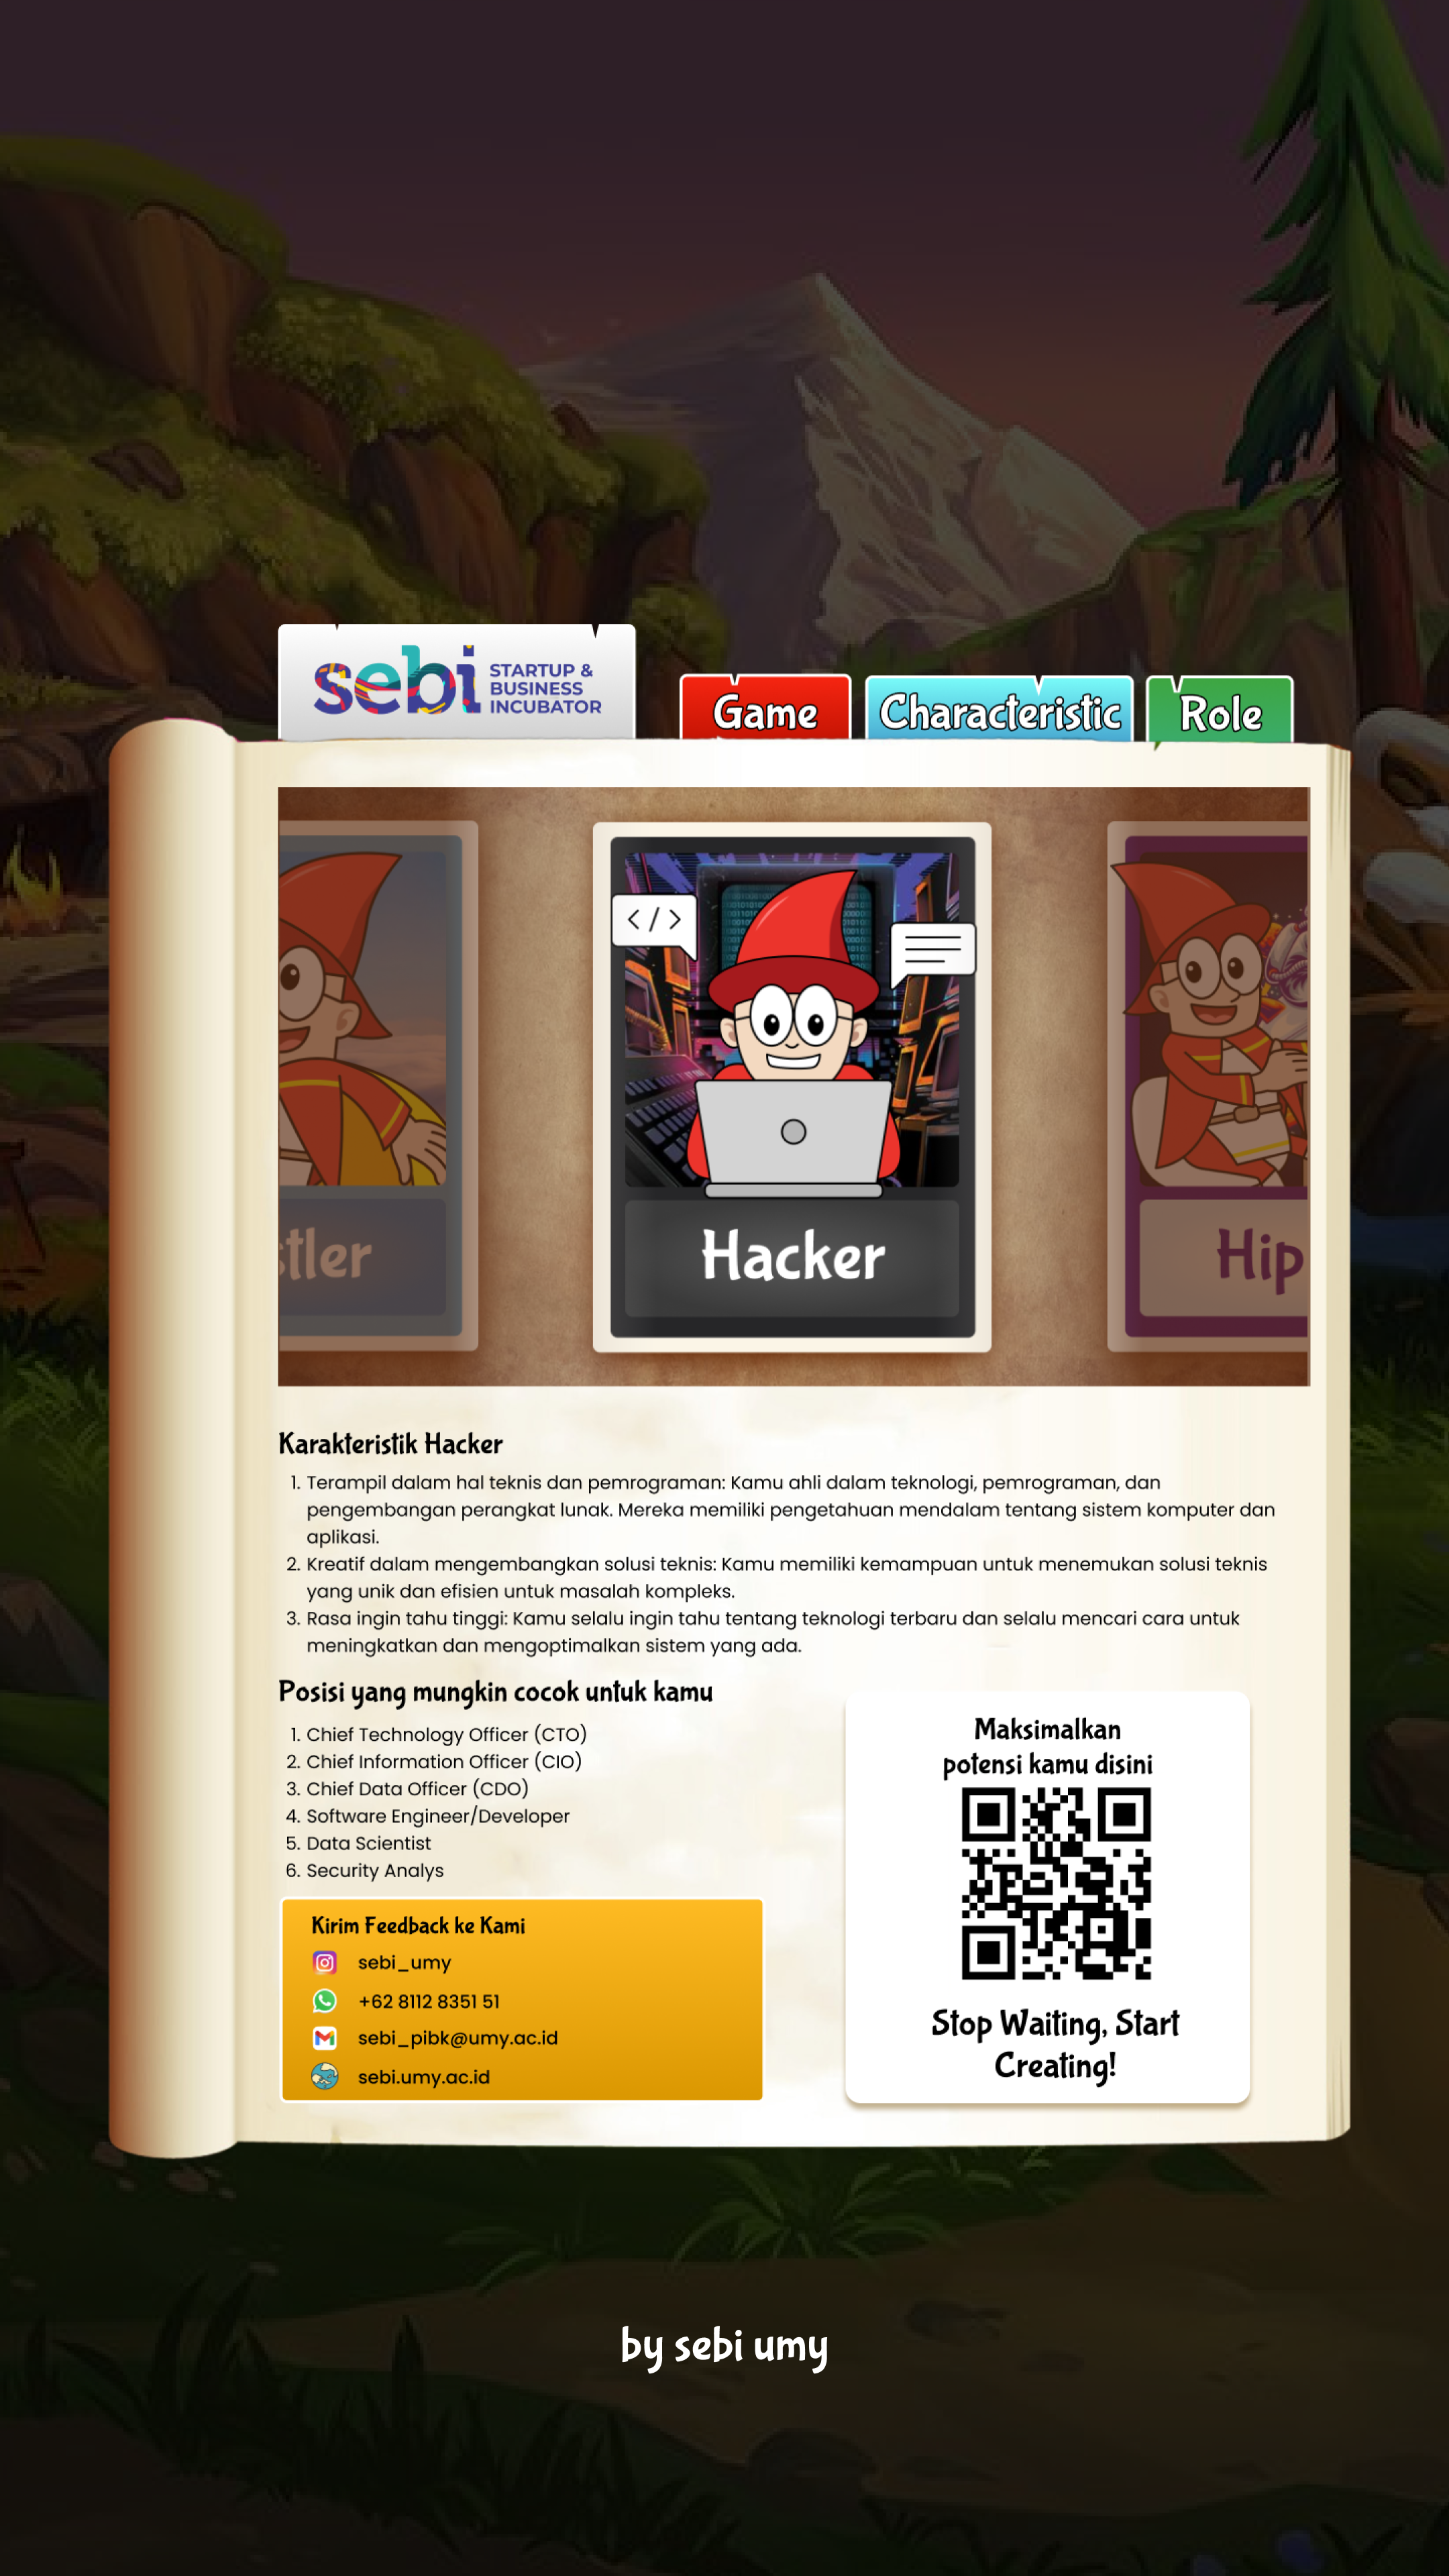 sebi STARTUP &
BUSINESS
INCUBATOR
Game
Characteristic
Role
stler
Hacker
Hip
</>
Karakteristik Hacker
1. Terampil dalam hal teknis dan pemrograman: Kamu ahli dalam teknologi, pemrograman, dan
pengembangan perangkat lunak. Mereka memiliki pengetahuan mendalam tentang sistem komputer dan
aplikasi.
2. Kreatif dalam mengembangkan solusi teknis: Kamu memiliki kemampuan untuk menemukan solusi teknis
yang unik dan efisien untuk masalah kompleks.
3. Rasa ingin tahu tinggi: Kamu selalu ingin tahu tentang teknologi terbaru dan selalu mencari cara untuk
meningkatkan dan mengoptimalkan sistem yang ada.
Posisi yang mungkin cocok untuk kamu
1. Chief Technology Officer (CTO)
2. Chief Information Officer (CIO)
3. Chief Data Officer (CDO)
4. Software Engineer/Developer
5. Data Scientist
6. Security Analys
Kirim Feedback ke Kami
sebi_umy
+62 8112 8351 51
sebi_pibk@umy.ac.id
sebi.umy.ac.id
Maksimalkan
potensi kamu disini
Stop Waiting, Start
Creating!
by sebi umy